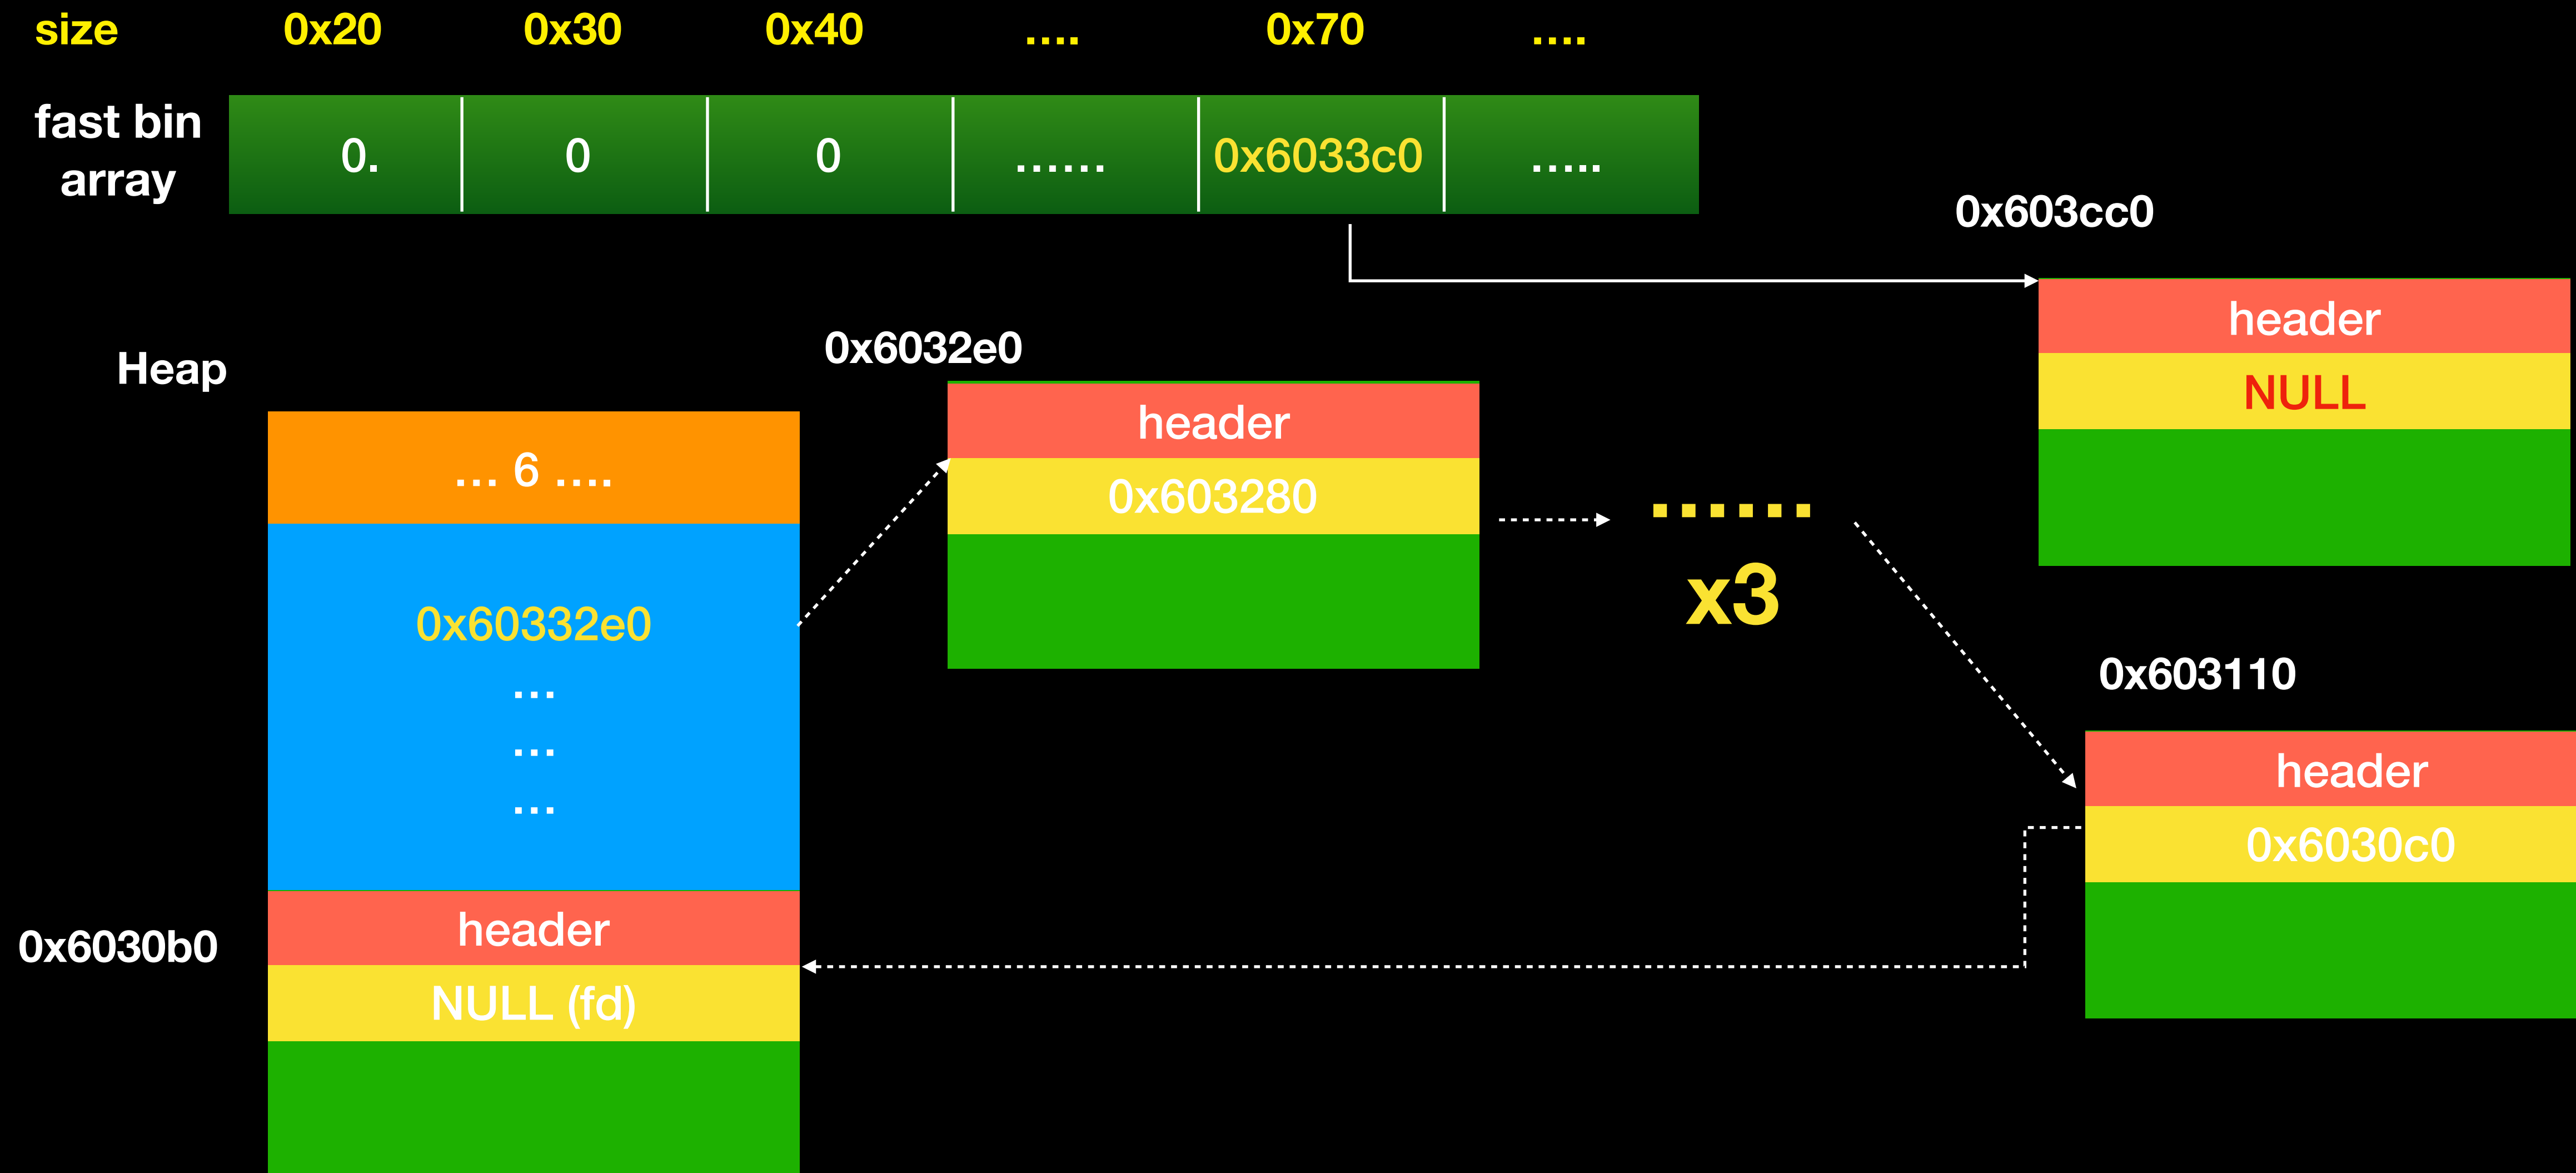 size 0x20 0x30 0x40 .... 0x70 ....
fast bin
array
0. 0 0 ...... 0x6033c0 .....
0x603cc0
header
NULL
Heap
0x6032e0
header
0x603280
... 6 ....
0x60332e0
...
...
...
......
x3
0x603110
header
0x6030c0
0x6030b0
header
NULL (fd)